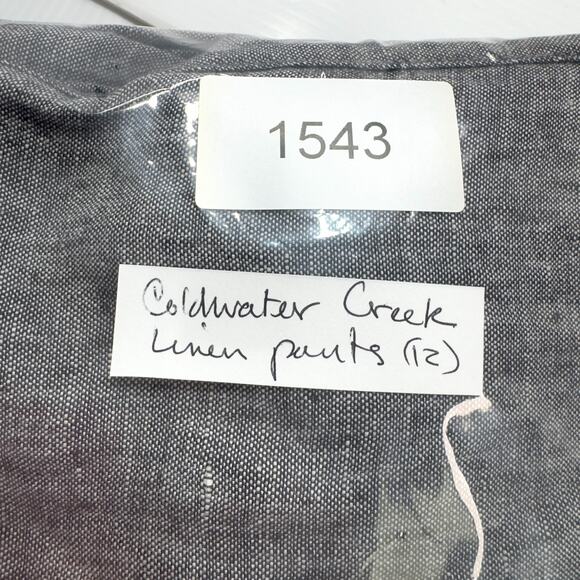 1543
Coldwater Creek
Linen pants (12)